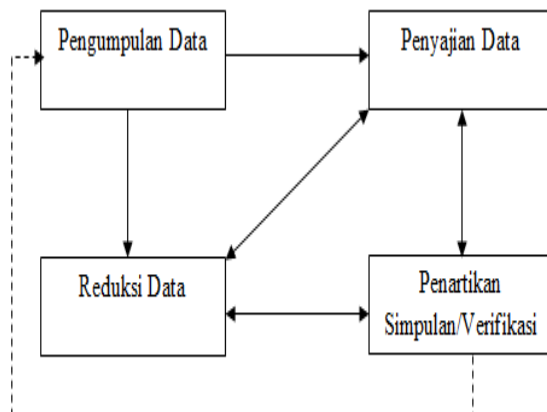 Pengumpulan Data
Penyajian Data
Reduksi Data
Penartikan
Simpulan/Verifikasi